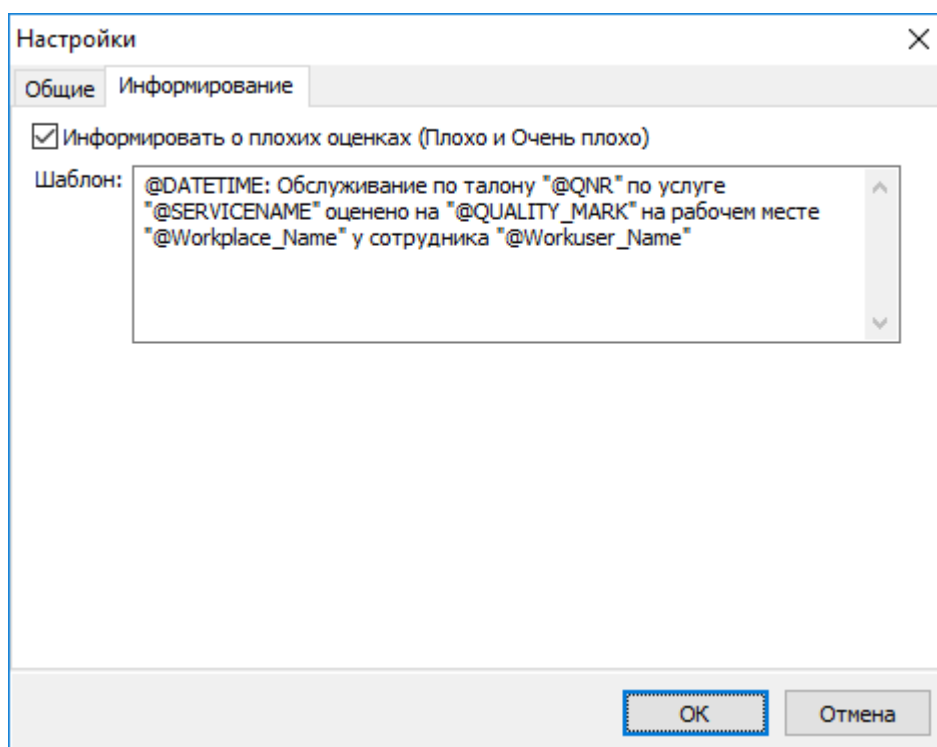 Настройки
Общие Информирование
Информировать о плохих оценках (Плохо и Очень плохо)
Шаблон: @DATETIME: Обслуживание по талону "@QNR" по услуге
"@SERVICENAME" оценено на "@QUALITY_MARK" на рабочем месте
"@Workplace_Name" у сотрудника "@Workuser_Name"
ОК Отмена